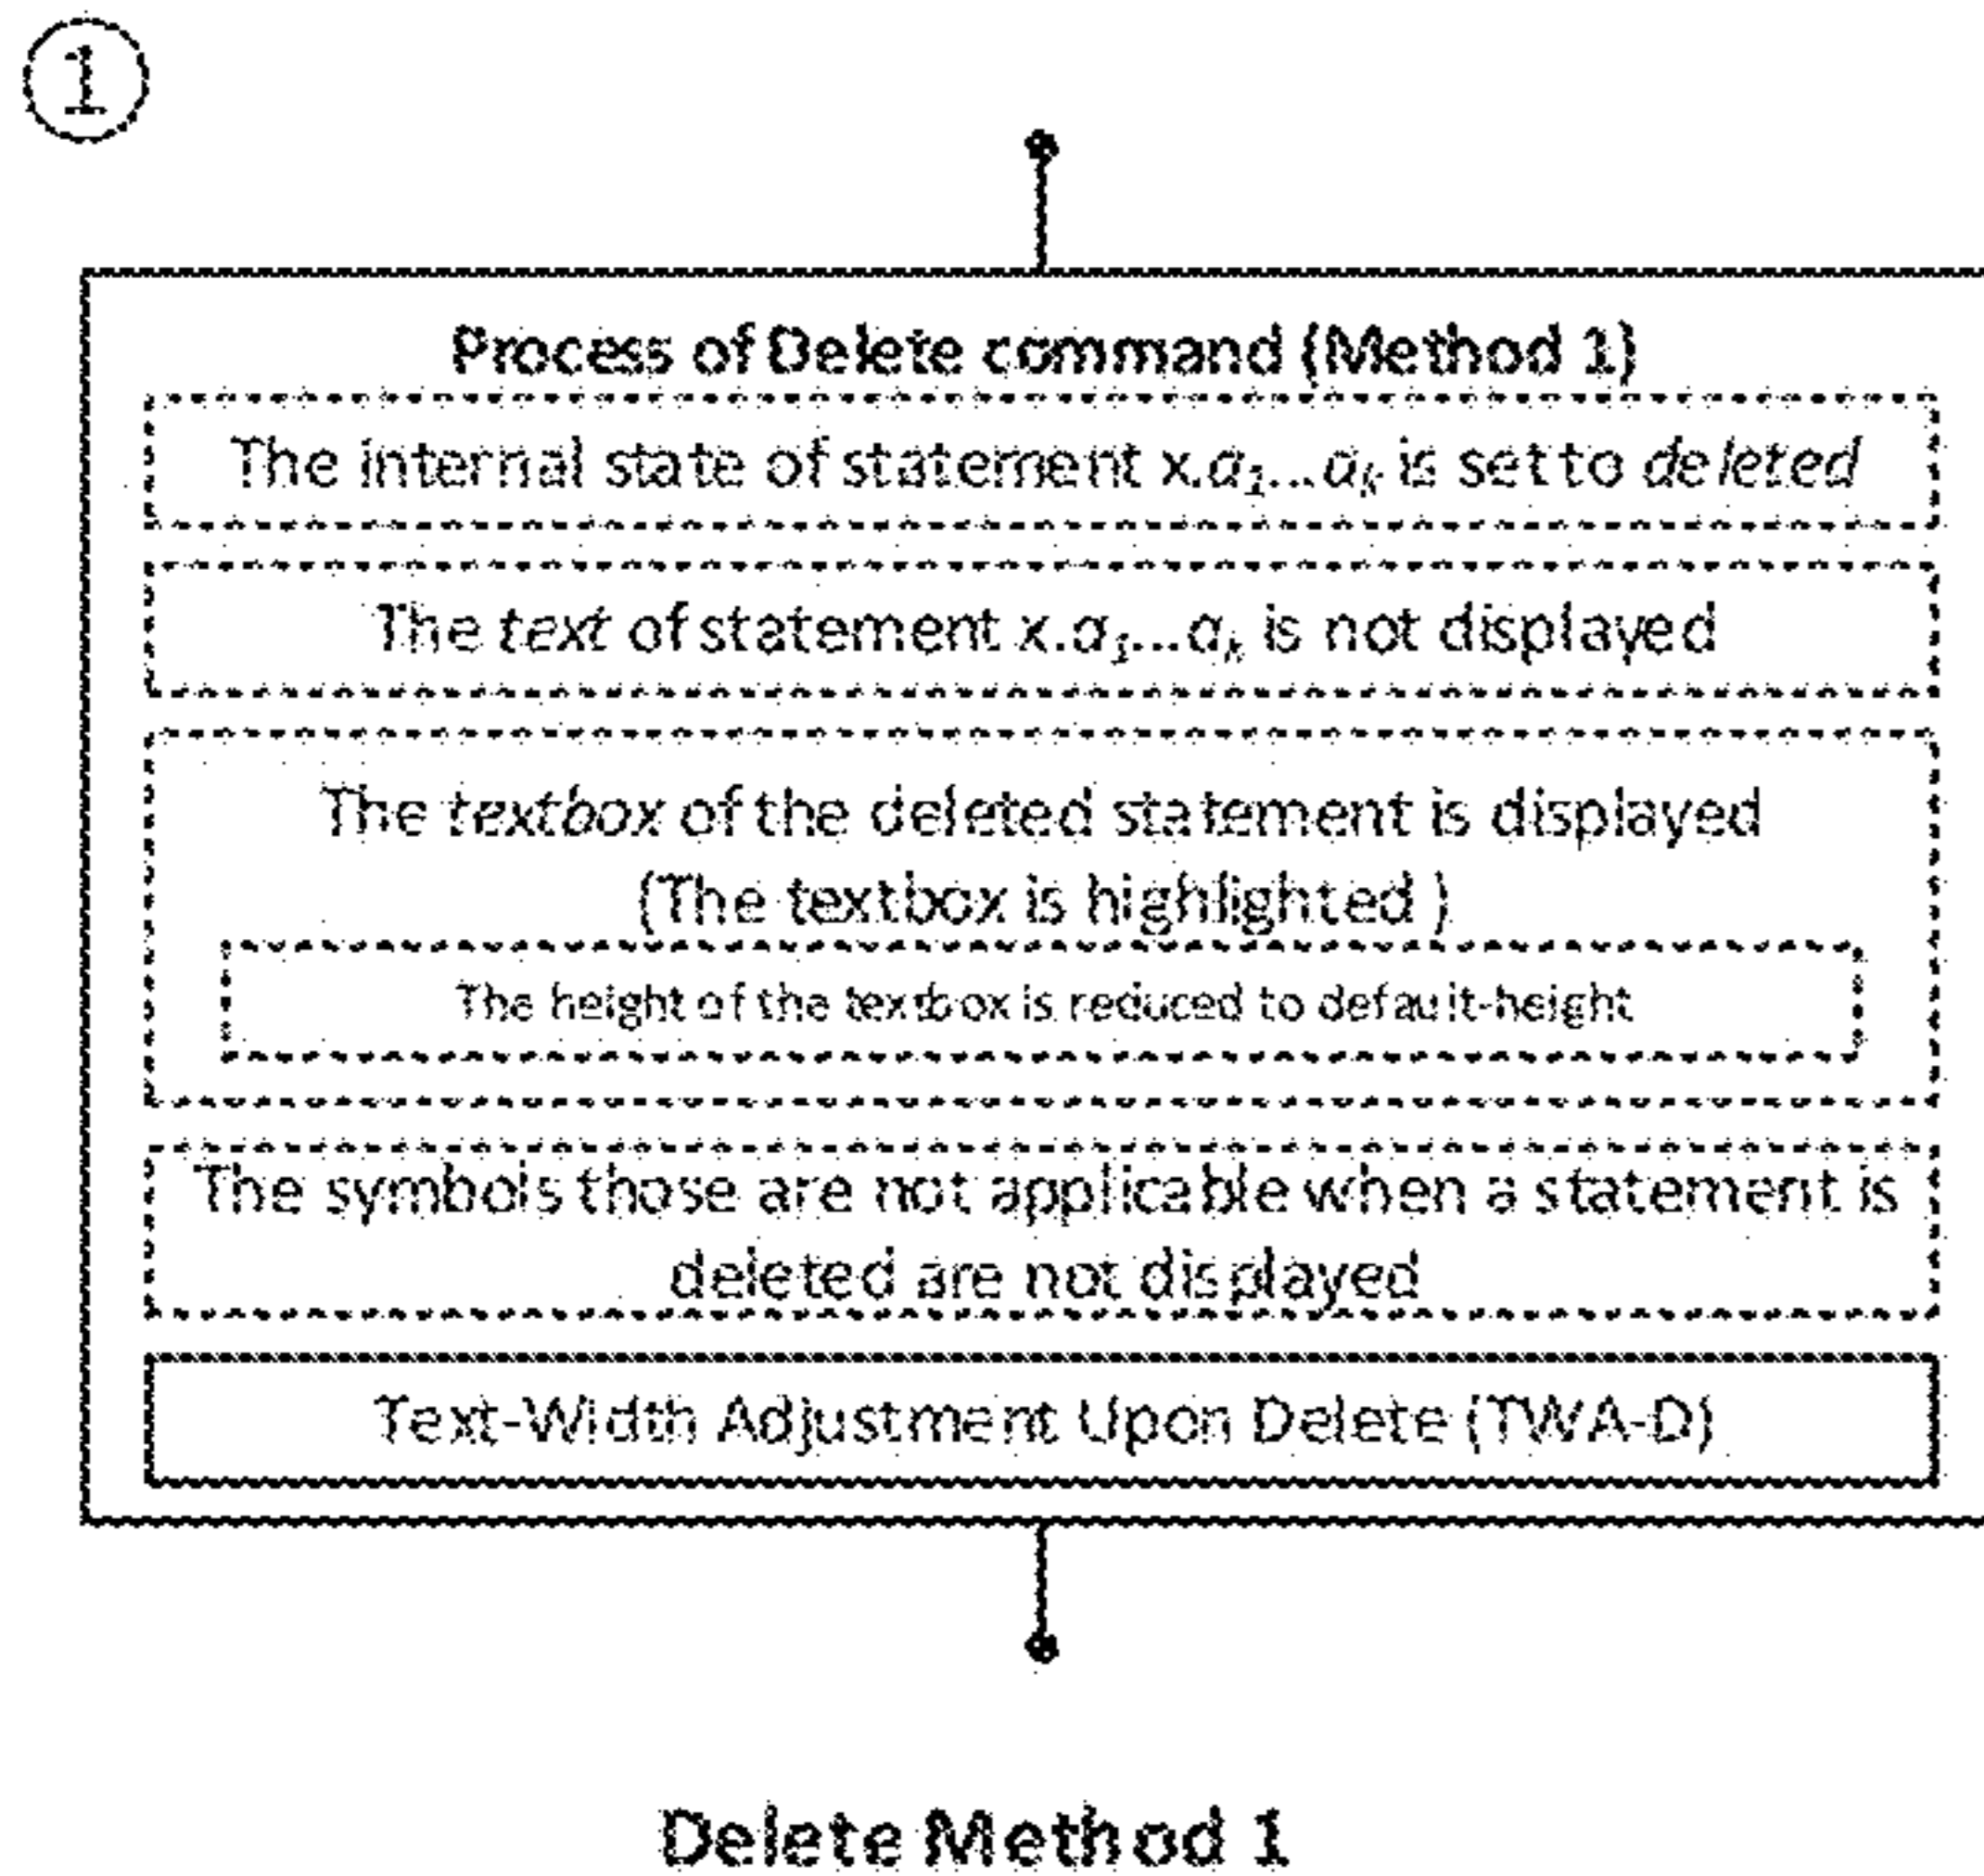 1
Process of Delete command (Method 1)
The internal state of statement x.a₁...aₖ is set to deleted
The text of statement x.a₁...aₖ is not displayed
The textbox of the deleted statement is displayed
(The textbox is highlighted )
The height of the textbox is reduced to default-height
The symbols those are not applicable when a statement is
deleted are not displayed
Text-Width Adjustment Upon Delete (TWA-D)
Delete Method 1